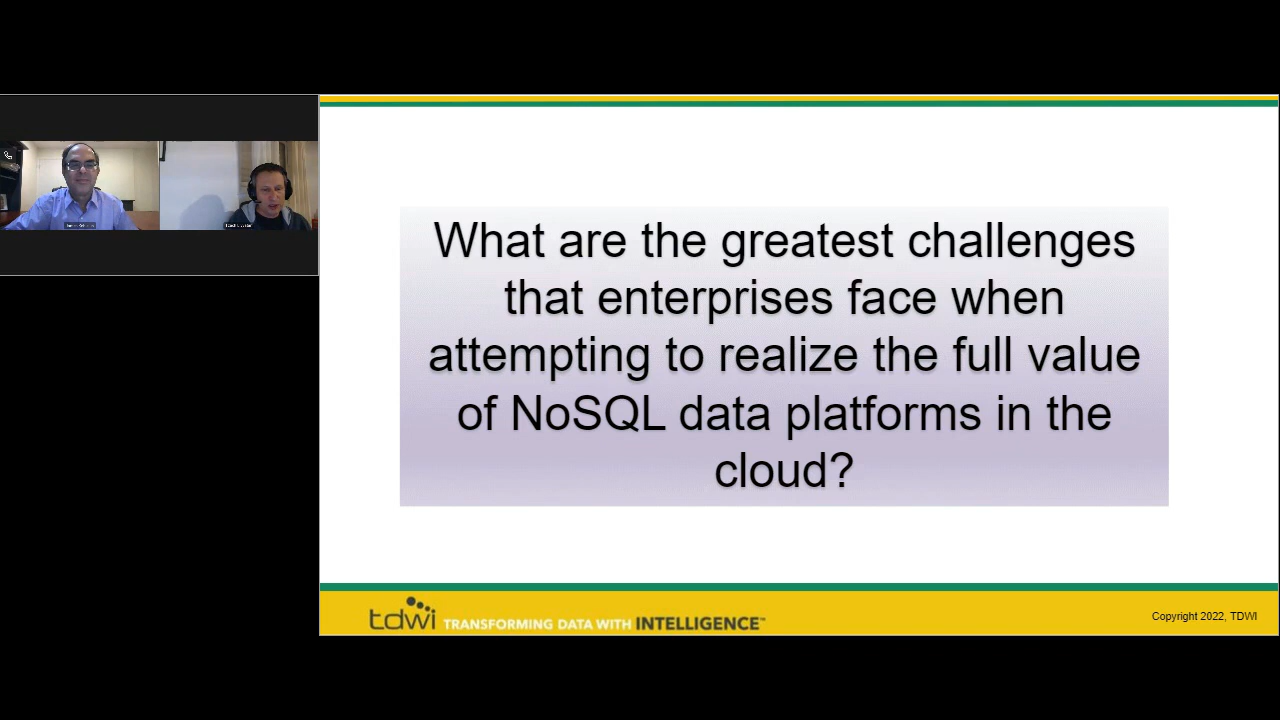 What are the greatest challenges
that enterprises face when
attempting to realize the full value
of NoSQL data platforms in the
cloud?
tdwi TRANSFORMING DATA WITH INTELLIGENCE™
Copyright 2022, TDWI